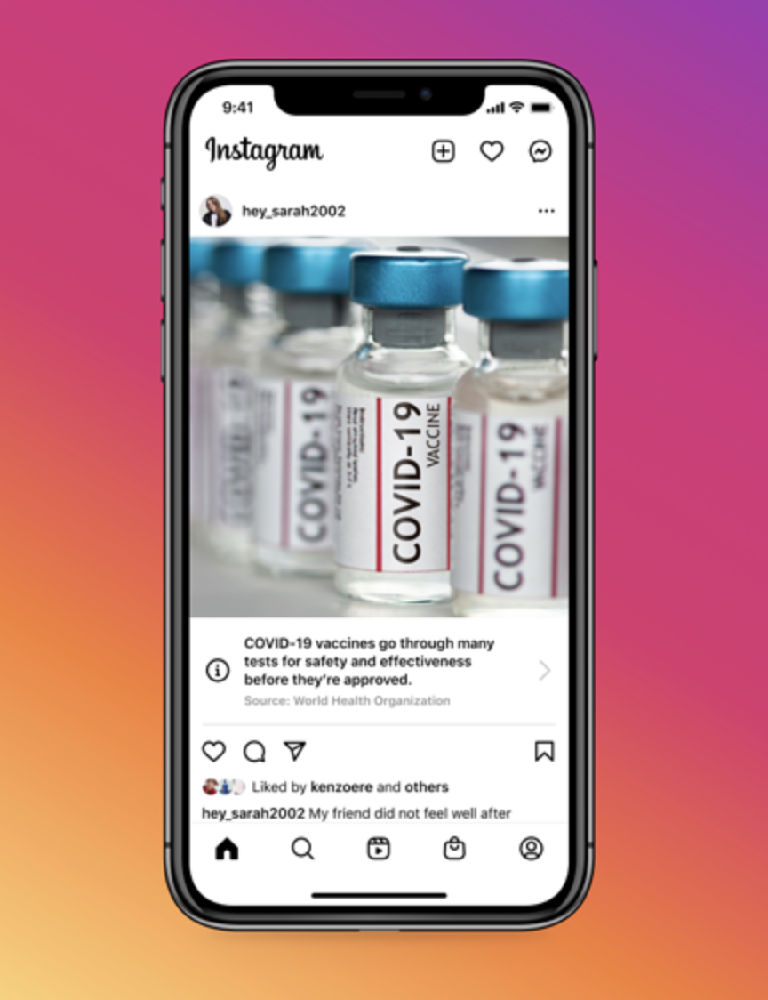 9:41
Instagram
hey_sarah2002
COVID-19
COVID-19
VACCINE
COVID-19
VACCINE
COVID-19 vaccines go through many
tests for safety and effectiveness
before they're approved.
Source: World Health Organization
Liked by kenzoere and others
hey_sarah2002 My friend did not feel well after